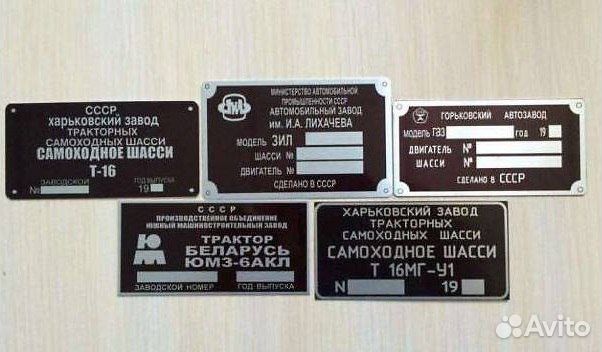 СССР
ХАРЬКОВСКИЙ ЗАВОД
ТРАКТОРНЫХ
САМОХОДНЫХ ШАССИ
САМОХОДНОЕ ШАССИ
Т-16
№ ЗАВОДСКОЙ ГОД ВЫПУСКА
19
ЗИЛ
МИНИСТЕРСТВО АВТОМОБИЛЬНОЙ
ПРОМЫШЛЕННОСТИ СССР
АВТОМОБИЛЬНЫЙ ЗАВОД
ИМ. И.А. ЛИХАЧЕВА
МОДЕЛЬ ЗИЛ
ШАССИ №
ДВИГАТЕЛЬ №
СДЕЛАНО В СССР
ГОРЬКОВСКИЙ АВТОЗАВОД
МОДЕЛЬ ГАЗ ГОД 19
ДВИГАТЕЛЬ №
ШАССИ №
СДЕЛАНО В СССР
СССР
ПРОИЗВОДСТВЕННОЕ ОБЪЕДИНЕНИЕ
ЮЖНЫЙ МАШИНОСТРОИТЕЛЬНЫЙ ЗАВОД
ТРАКТОР
БЕЛАРУСЬ
ЮМЗ-6АКЛ
ЗАВОДСКОЙ НОМЕР ГОД ВЫПУСКА
ХАРЬКОВСКИЙ ЗАВОД
ТРАКТОРНЫХ
САМОХОДНЫХ ШАССИ
САМОХОДНОЕ ШАССИ
Т 16МГ-У1
N 19
Avito